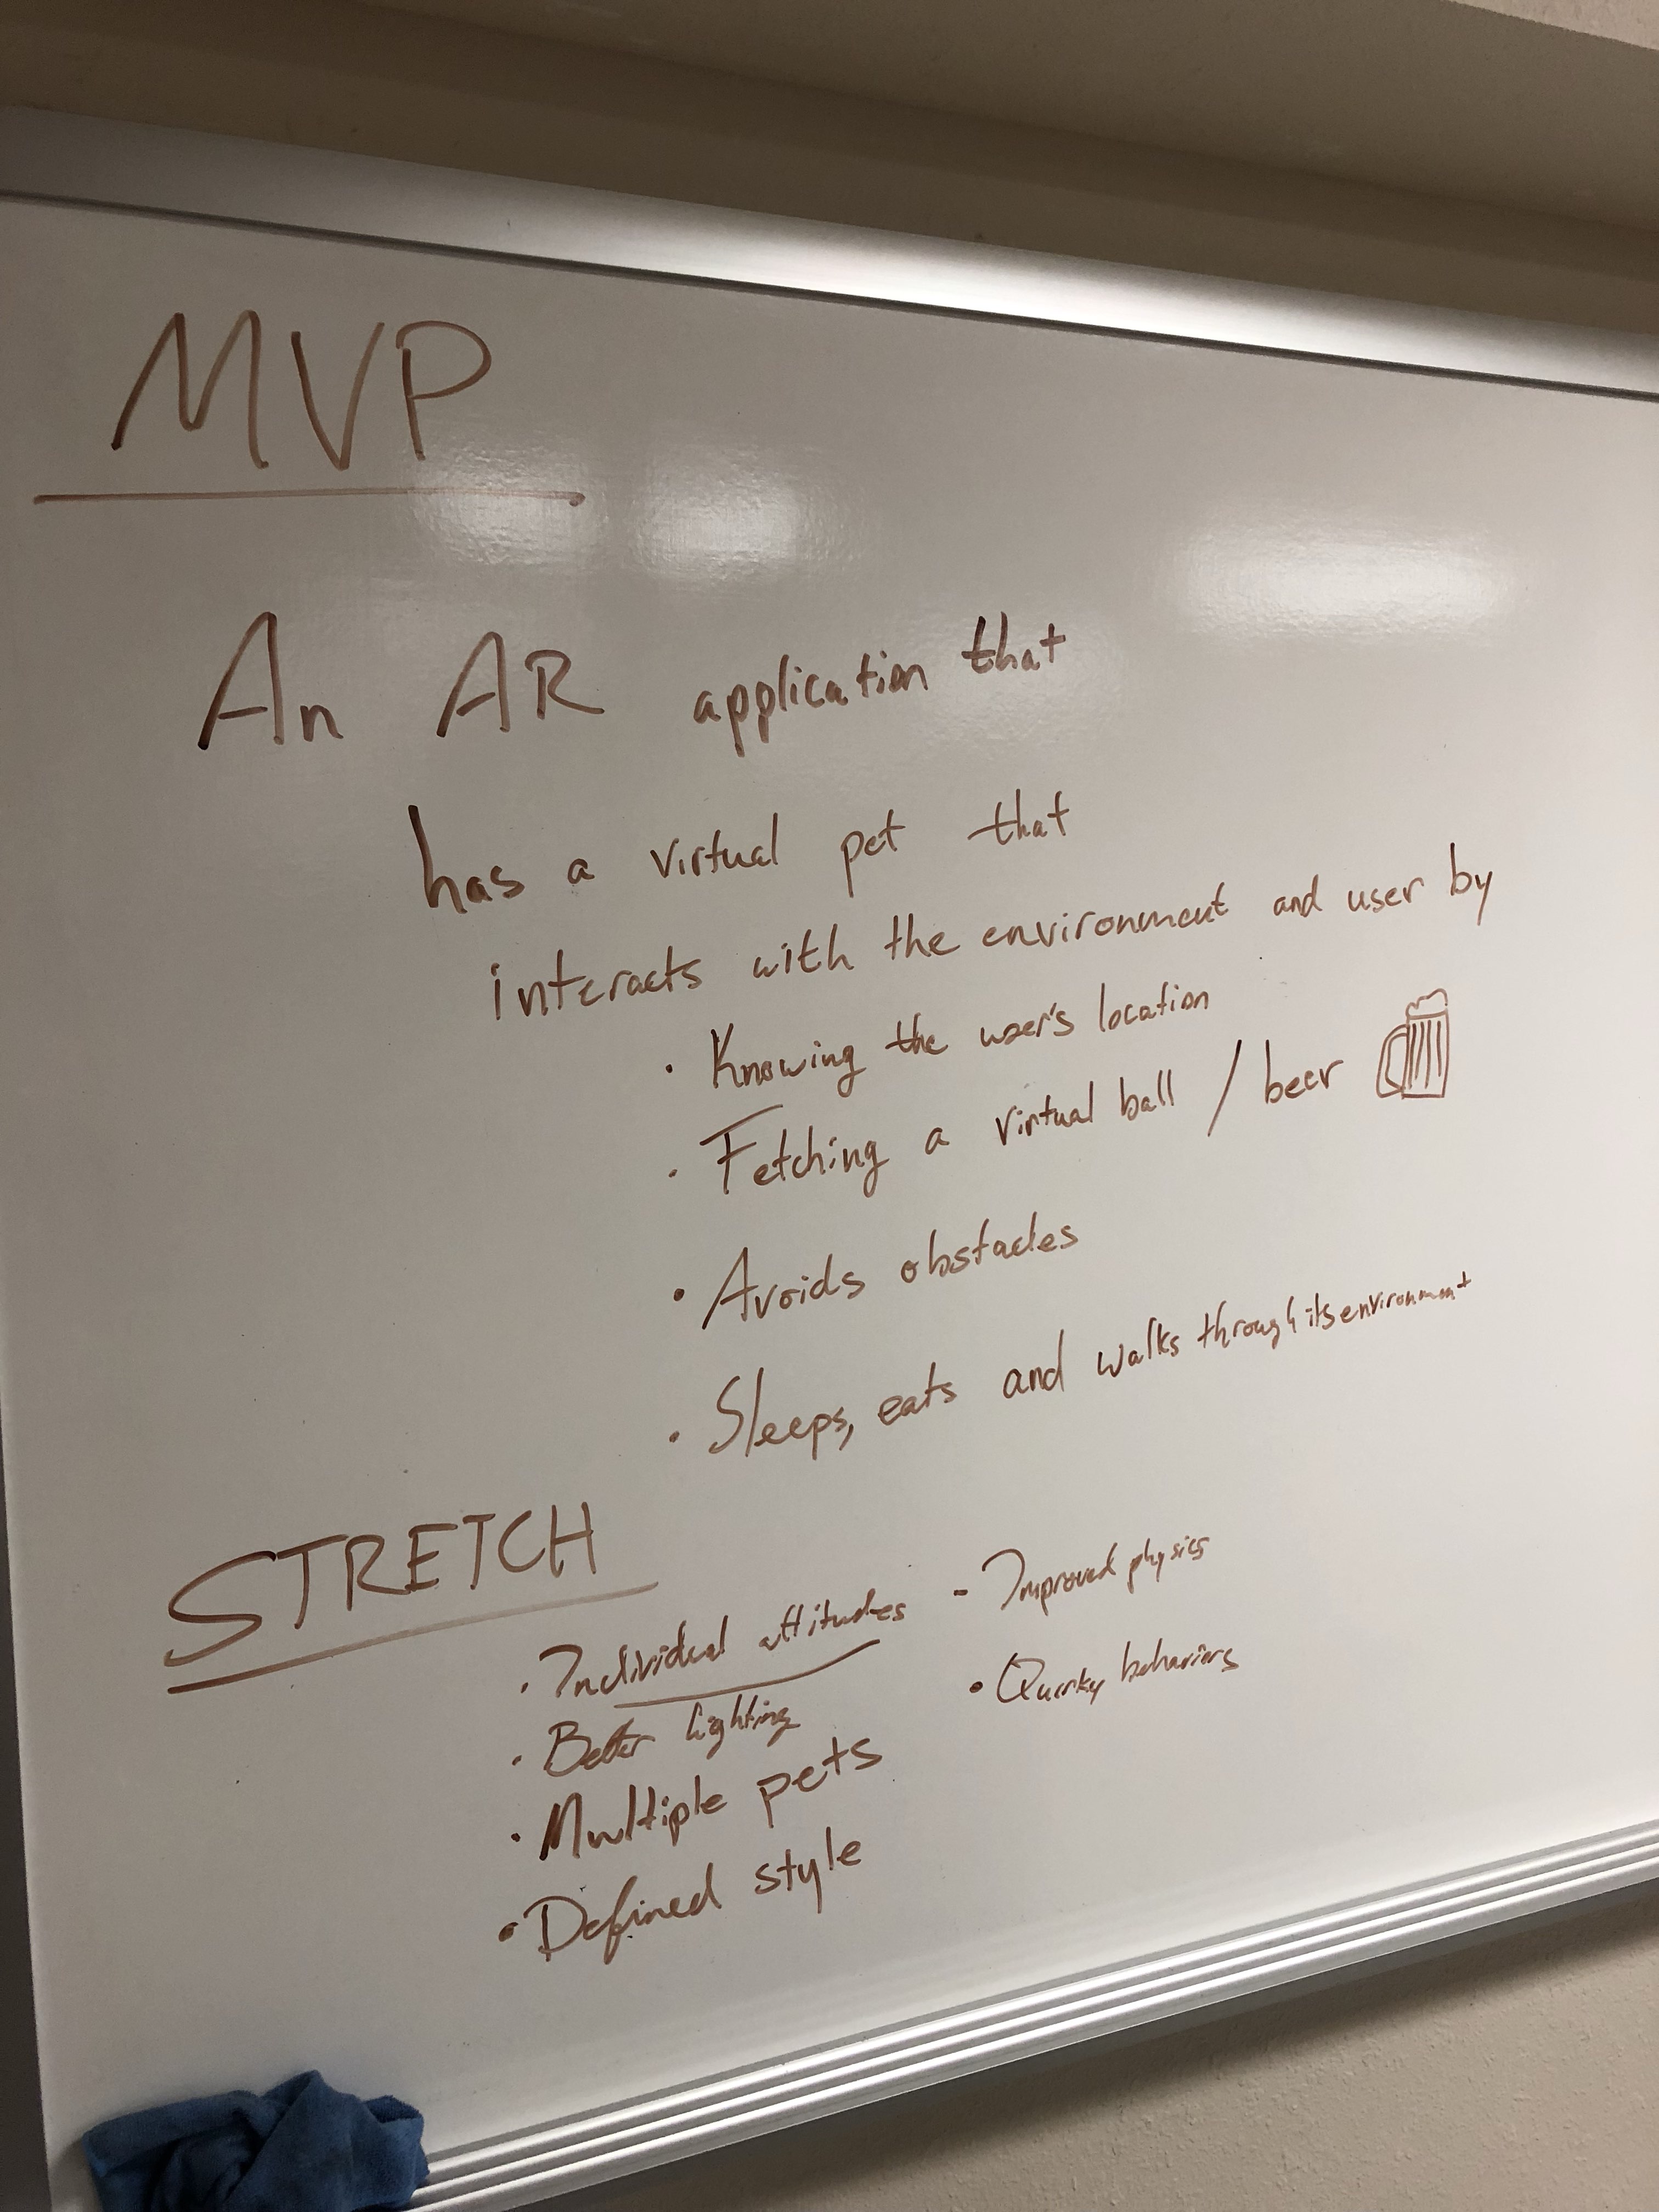 MVP
An AR application that
has a virtual pet that
interacts with the environment and user by
· Knowing the user's location
· Fetching a virtual ball / beer
· Avoids obstacles
· Sleeps, eats and walks through its environment
STRETCH
· Individual attitudes
· Better lighting
· Multiple pets
· Defined style
- Improved physics
· Quirky behaviors